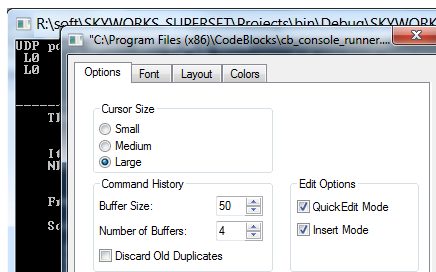 R:\soft\SKYWORKS_SUPERSET\Projects\bin\Debug\SKYWORK
UDP po
L0
L0
"C:\Program Files (x86)\CodeBlocks\cb_console_runner....
Options Font Layout Colors
Cursor Size
Small
Medium
Large
Command History Edit Options
Buffer Size: 50 QuickEdit Mode
Number of Buffers: 4 Insert Mode
Discard Old Duplicates